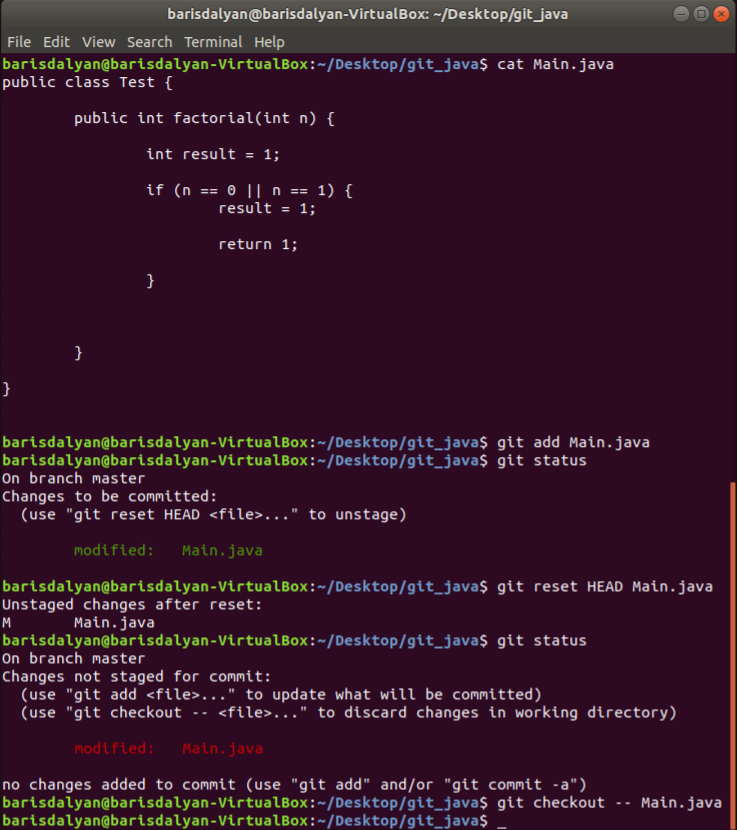 barisdalyan@barisdalyan-VirtualBox: ~/Desktop/git_java
File Edit View Search Terminal Help
barisdalyan@barisdalyan-VirtualBox:~/Desktop/git_java$ cat Main.java
public class Test {
        public int factorial(int n) {
                int result = 1;
                if (n == 0 || n == 1) {
                        result = 1;
                        return 1;
                }
        }
}
barisdalyan@barisdalyan-VirtualBox:~/Desktop/git_java$ git add Main.java
barisdalyan@barisdalyan-VirtualBox:~/Desktop/git_java$ git status
On branch master
Changes to be committed:
  (use "git reset HEAD <file>..." to unstage)
        modified:   Main.java
barisdalyan@barisdalyan-VirtualBox:~/Desktop/git_java$ git reset HEAD Main.java
Unstaged changes after reset:
M       Main.java
barisdalyan@barisdalyan-VirtualBox:~/Desktop/git_java$ git status
On branch master
Changes not staged for commit:
  (use "git add <file>..." to update what will be committed)
  (use "git checkout -- <file>..." to discard changes in working directory)
        modified:   Main.java
no changes added to commit (use "git add" and/or "git commit -a")
barisdalyan@barisdalyan-VirtualBox:~/Desktop/git_java$ git checkout -- Main.java
barisdalyan@barisdalyan-VirtualBox:~/Desktop/git_java$ _